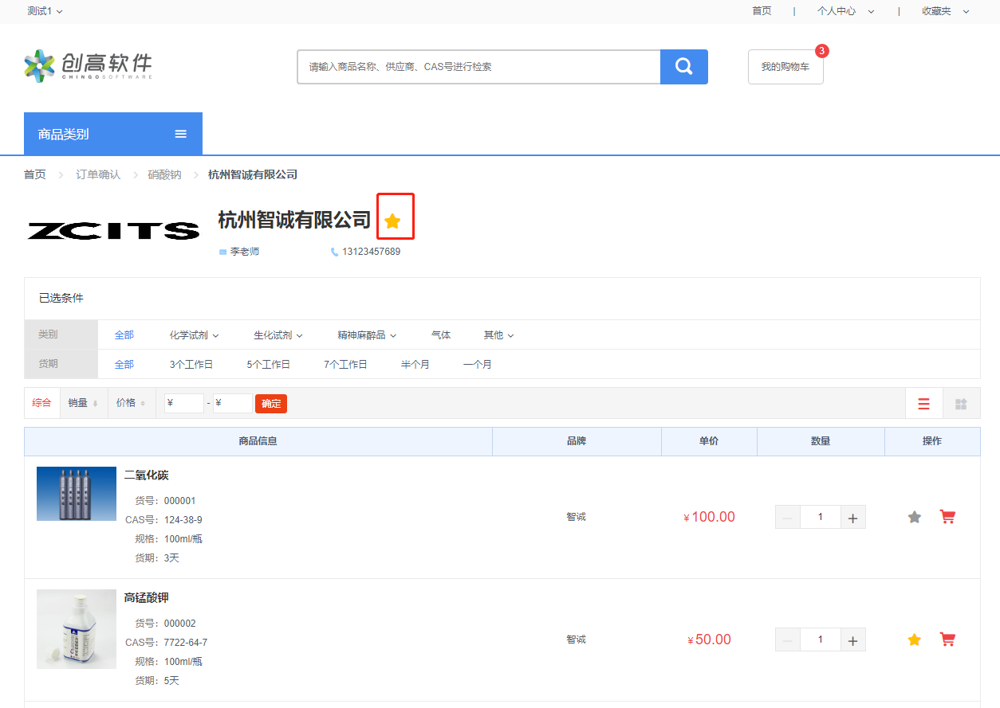 测试1
首页 | 个人中心 | 收藏夹
创高软件
CHINGOSOFTWARE
请输入商品名称、供应商、CAS号进行检索
我的购物车
3
商品类别
首页 订单确认 硝酸钠 杭州智诚有限公司
ZCITS
杭州智诚有限公司
李老师 13123457689
已选条件
类别 全部 化学试剂 生化试剂 精神麻醉品 气体 其他
货期 全部 3个工作日 5个工作日 7个工作日 半个月 一个月
综合 销量 价格 ¥ - ¥ 确定
商品信息 品牌 单价 数量 操作
二氧化碳
货号：000001
CAS号：124-38-9
规格：100ml/瓶
货期：3天
智诚 ¥100.00 1
高锰酸钾
货号：000002
CAS号：7722-64-7
规格：100ml/瓶
货期：5天
智诚 ¥50.00 1